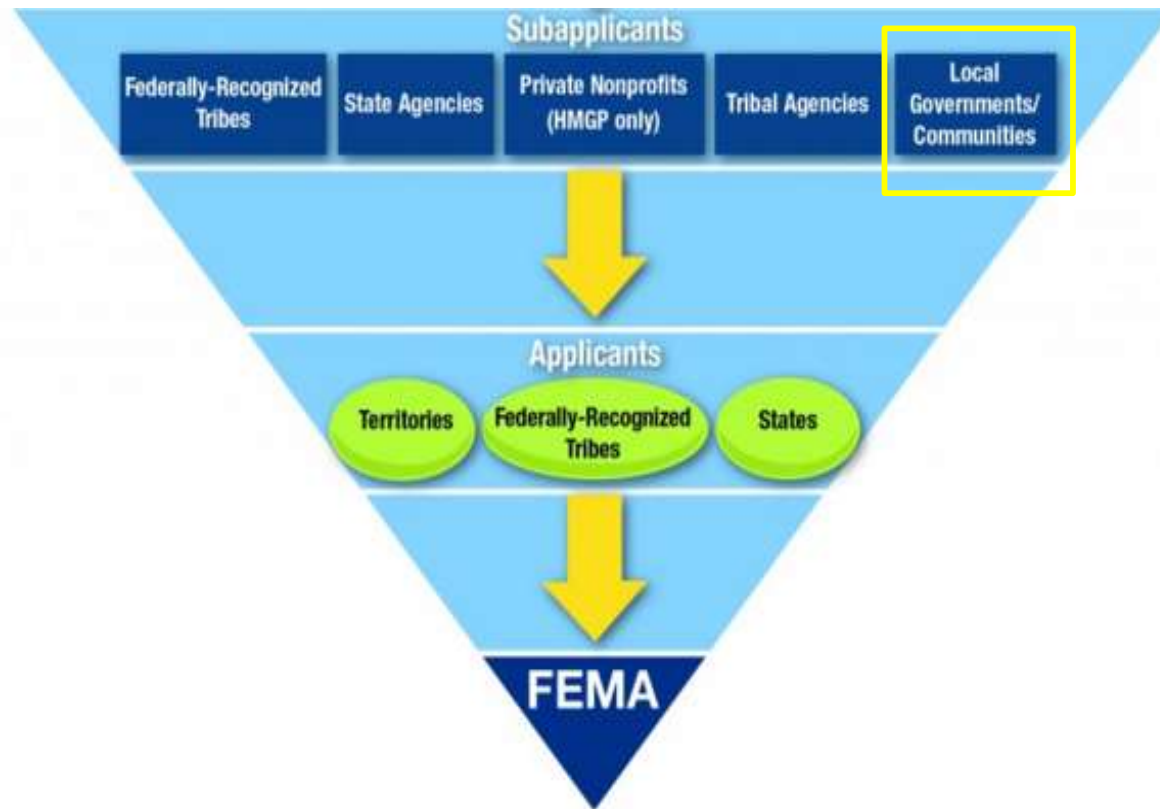 Subapplicants
Federally-Recognized
Tribes
State Agencies
Private Nonprofits
(HMGP only)
Tribal Agencies
Local
Governments/
Communities
Applicants
Territories
Federally-Recognized
Tribes
States
FEMA